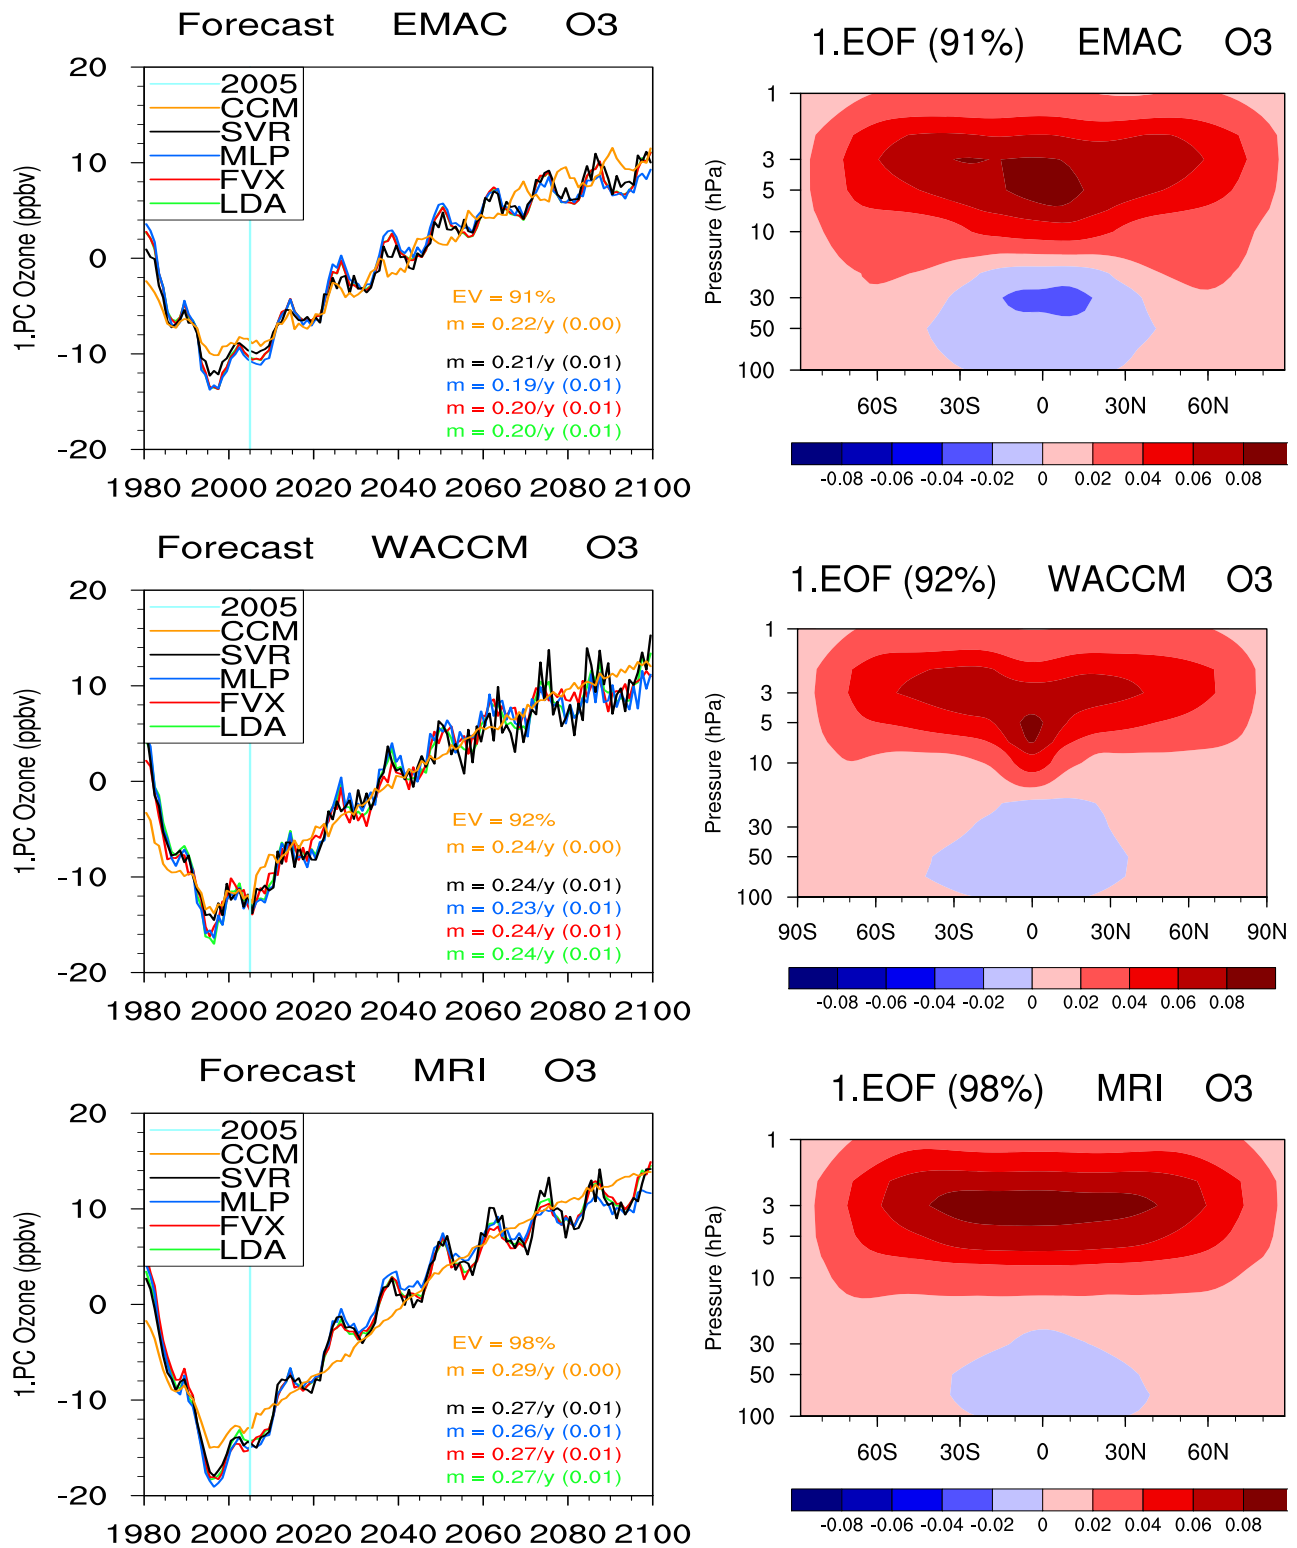 Forecast EMAC O3
20
10
0
-10
-20
1.PC Ozone (ppbv)
2005
CCM
SVR
MLP
FVX
LDA
EV = 91%
m = 0.22/y (0.00)
m = 0.21/y (0.01)
m = 0.19/y (0.01)
m = 0.20/y (0.01)
m = 0.20/y (0.01)
1980 2000 2020 2040 2060 2080 2100
1.EOF (91%) EMAC O3
Pressure (hPa)
1
3
5
10
30
50
100
60S 30S 0 30N 60N
-0.08 -0.06 -0.04 -0.02 0 0.02 0.04 0.06 0.08
Forecast WACCM O3
20
10
0
-10
-20
1.PC Ozone (ppbv)
2005
CCM
SVR
MLP
FVX
LDA
EV = 92%
m = 0.24/y (0.00)
m = 0.24/y (0.01)
m = 0.23/y (0.01)
m = 0.24/y (0.01)
m = 0.24/y (0.01)
1980 2000 2020 2040 2060 2080 2100
1.EOF (92%) WACCM O3
Pressure (hPa)
1
3
5
10
30
50
100
90S 60S 30S 0 30N 60N 90N
-0.08 -0.06 -0.04 -0.02 0 0.02 0.04 0.06 0.08
Forecast MRI O3
20
10
0
-10
-20
1.PC Ozone (ppbv)
2005
CCM
SVR
MLP
FVX
LDA
EV = 98%
m = 0.29/y (0.00)
m = 0.27/y (0.01)
m = 0.26/y (0.01)
m = 0.27/y (0.01)
m = 0.27/y (0.01)
1980 2000 2020 2040 2060 2080 2100
1.EOF (98%) MRI O3
Pressure (hPa)
1
3
5
10
30
50
100
60S 30S 0 30N 60N
-0.08 -0.06 -0.04 -0.02 0 0.02 0.04 0.06 0.08